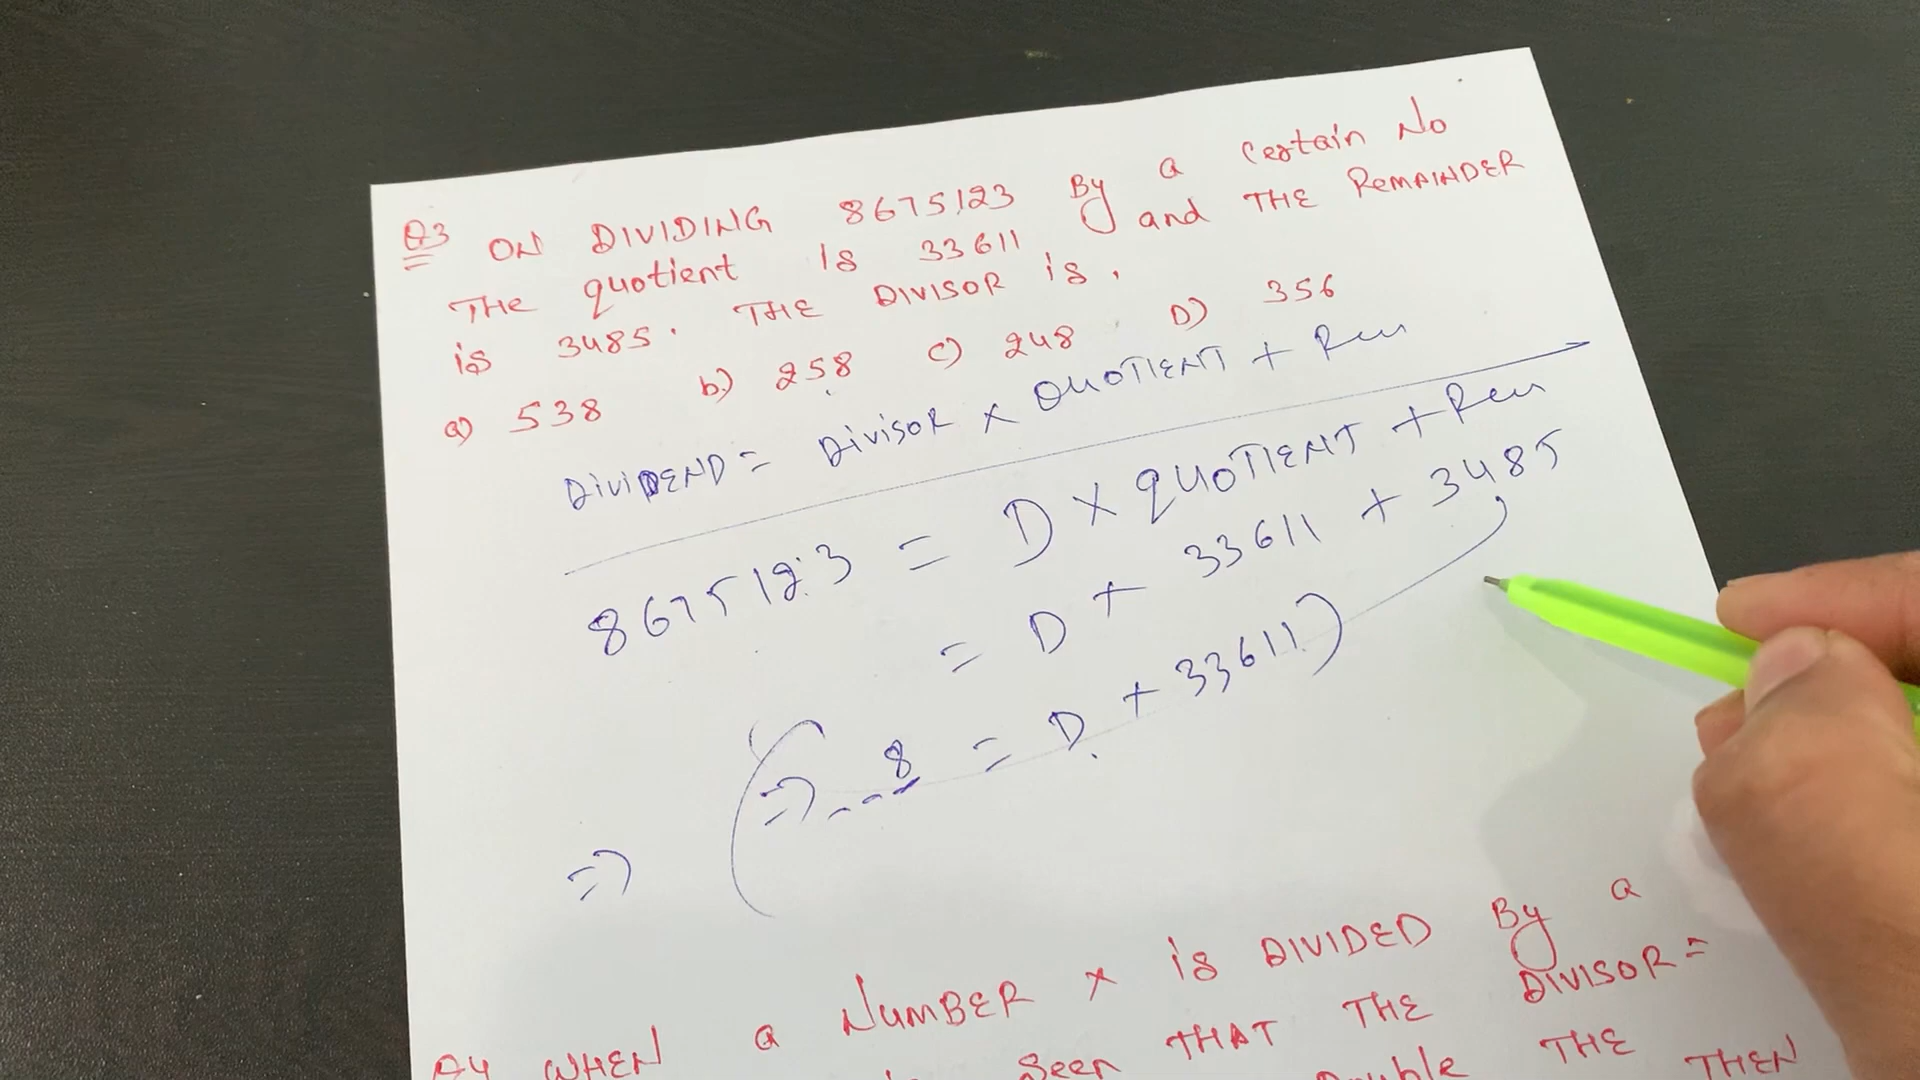 Q3 ON DIVIDING 8675123 By a Certain No
THE quotient is 33611, and THE REMAINDER
is 3485. THE DIVISOR is,
a) 538 b) 258 c) 248 D) 356
DIVIDEND = Divisor × QUOTIENT + Rem
8675123 = D × QUOTIENT + Rem
= D + 33611 + 3485
⇒ --8 = D + 33611)
⇒
Q4 WHEN a NUMBER x is DIVIDED By a
Seen THAT THE DIVISOR =
Double THE THEN